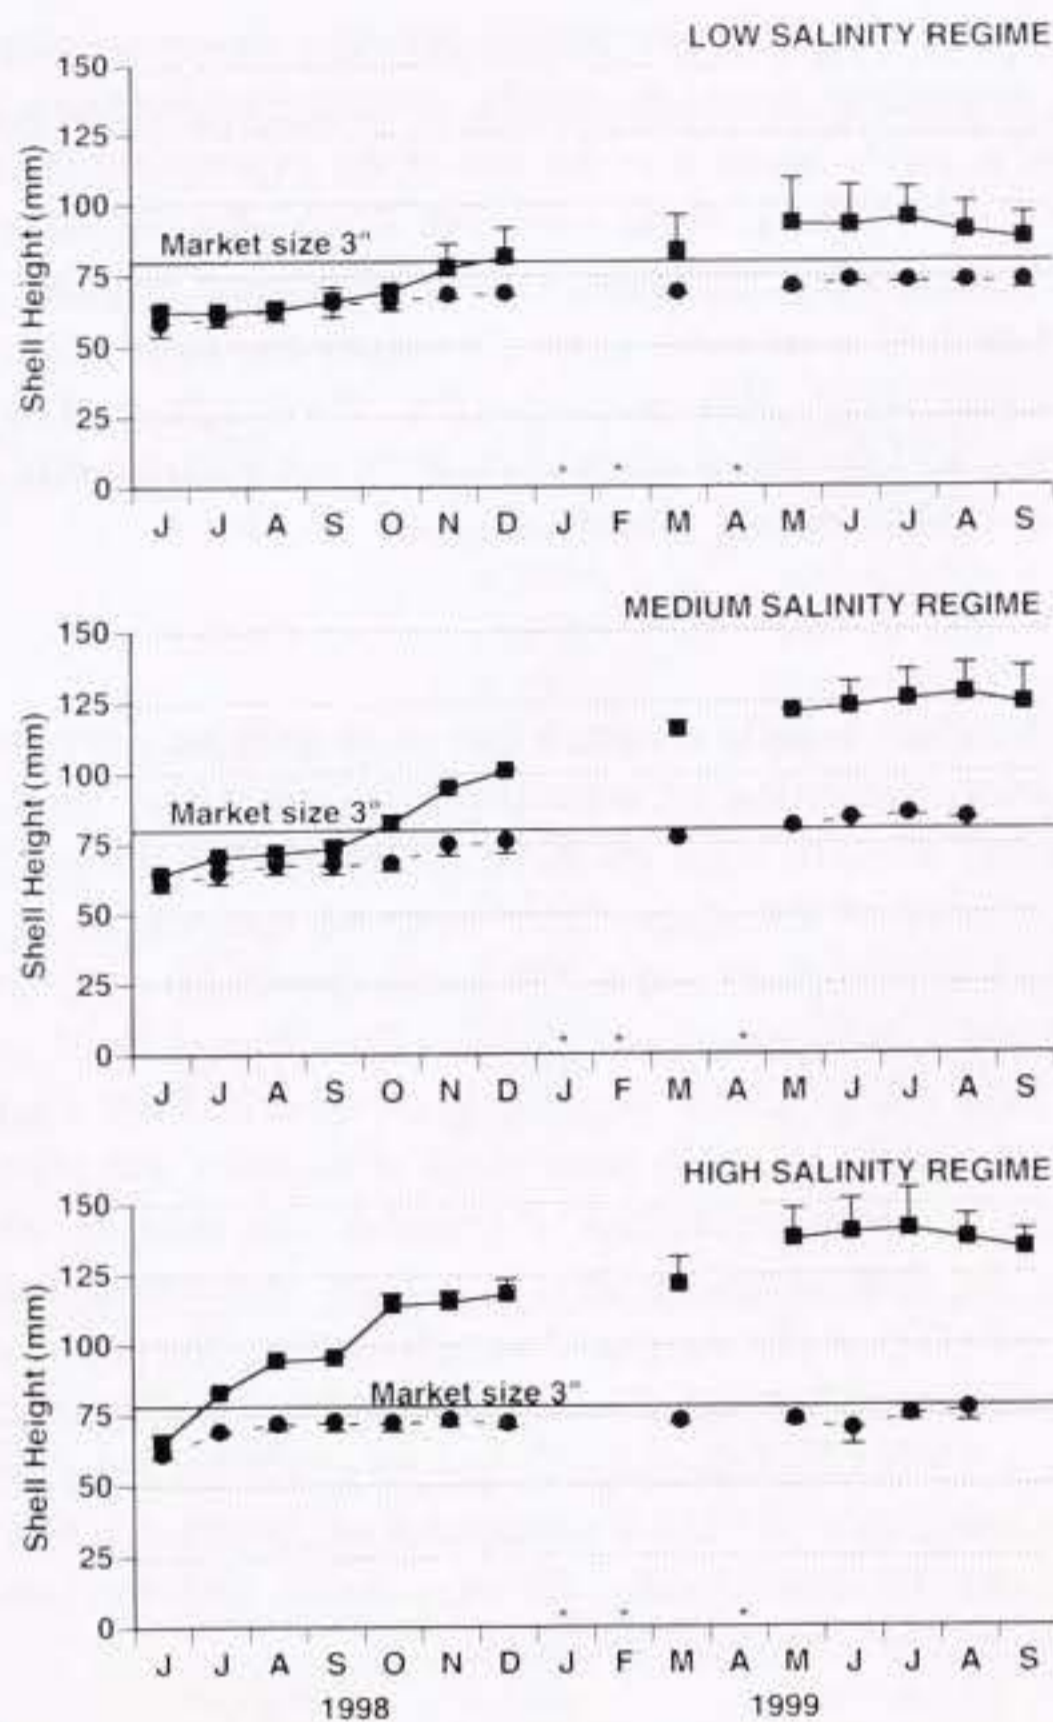 LOW SALINITY REGIME
150
125
100
75
50
25
0
Shell Height (mm)
Market size 3"
* * *
J J A S O N D J F M A M J J A S
MEDIUM SALINITY REGIME
150
125
100
75
50
25
0
Shell Height (mm)
Market size 3"
* * *
J J A S O N D J F M A M J J A S
HIGH SALINITY REGIME
150
125
100
75
50
25
0
Shell Height (mm)
Market size 3"
* * *
J J A S O N D J F M A M J J A S
1998 1999